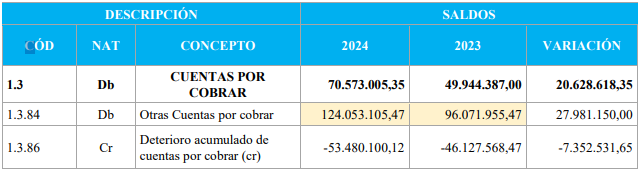 DESCRIPCIÓN SALDOS
CÓD NAT CONCEPTO 2024 2023 VARIACIÓN
1.3 Db CUENTAS POR COBRAR 70.573.005,35 49.944.387,00 20.628.618,35
1.3.84 Db Otras Cuentas por cobrar 124.053.105,47 96.071.955,47 27.981.150,00
1.3.86 Cr Deterioro acumulado de cuentas por cobrar (cr) -53.480.100,12 -46.127.568,47 -7.352.531,65